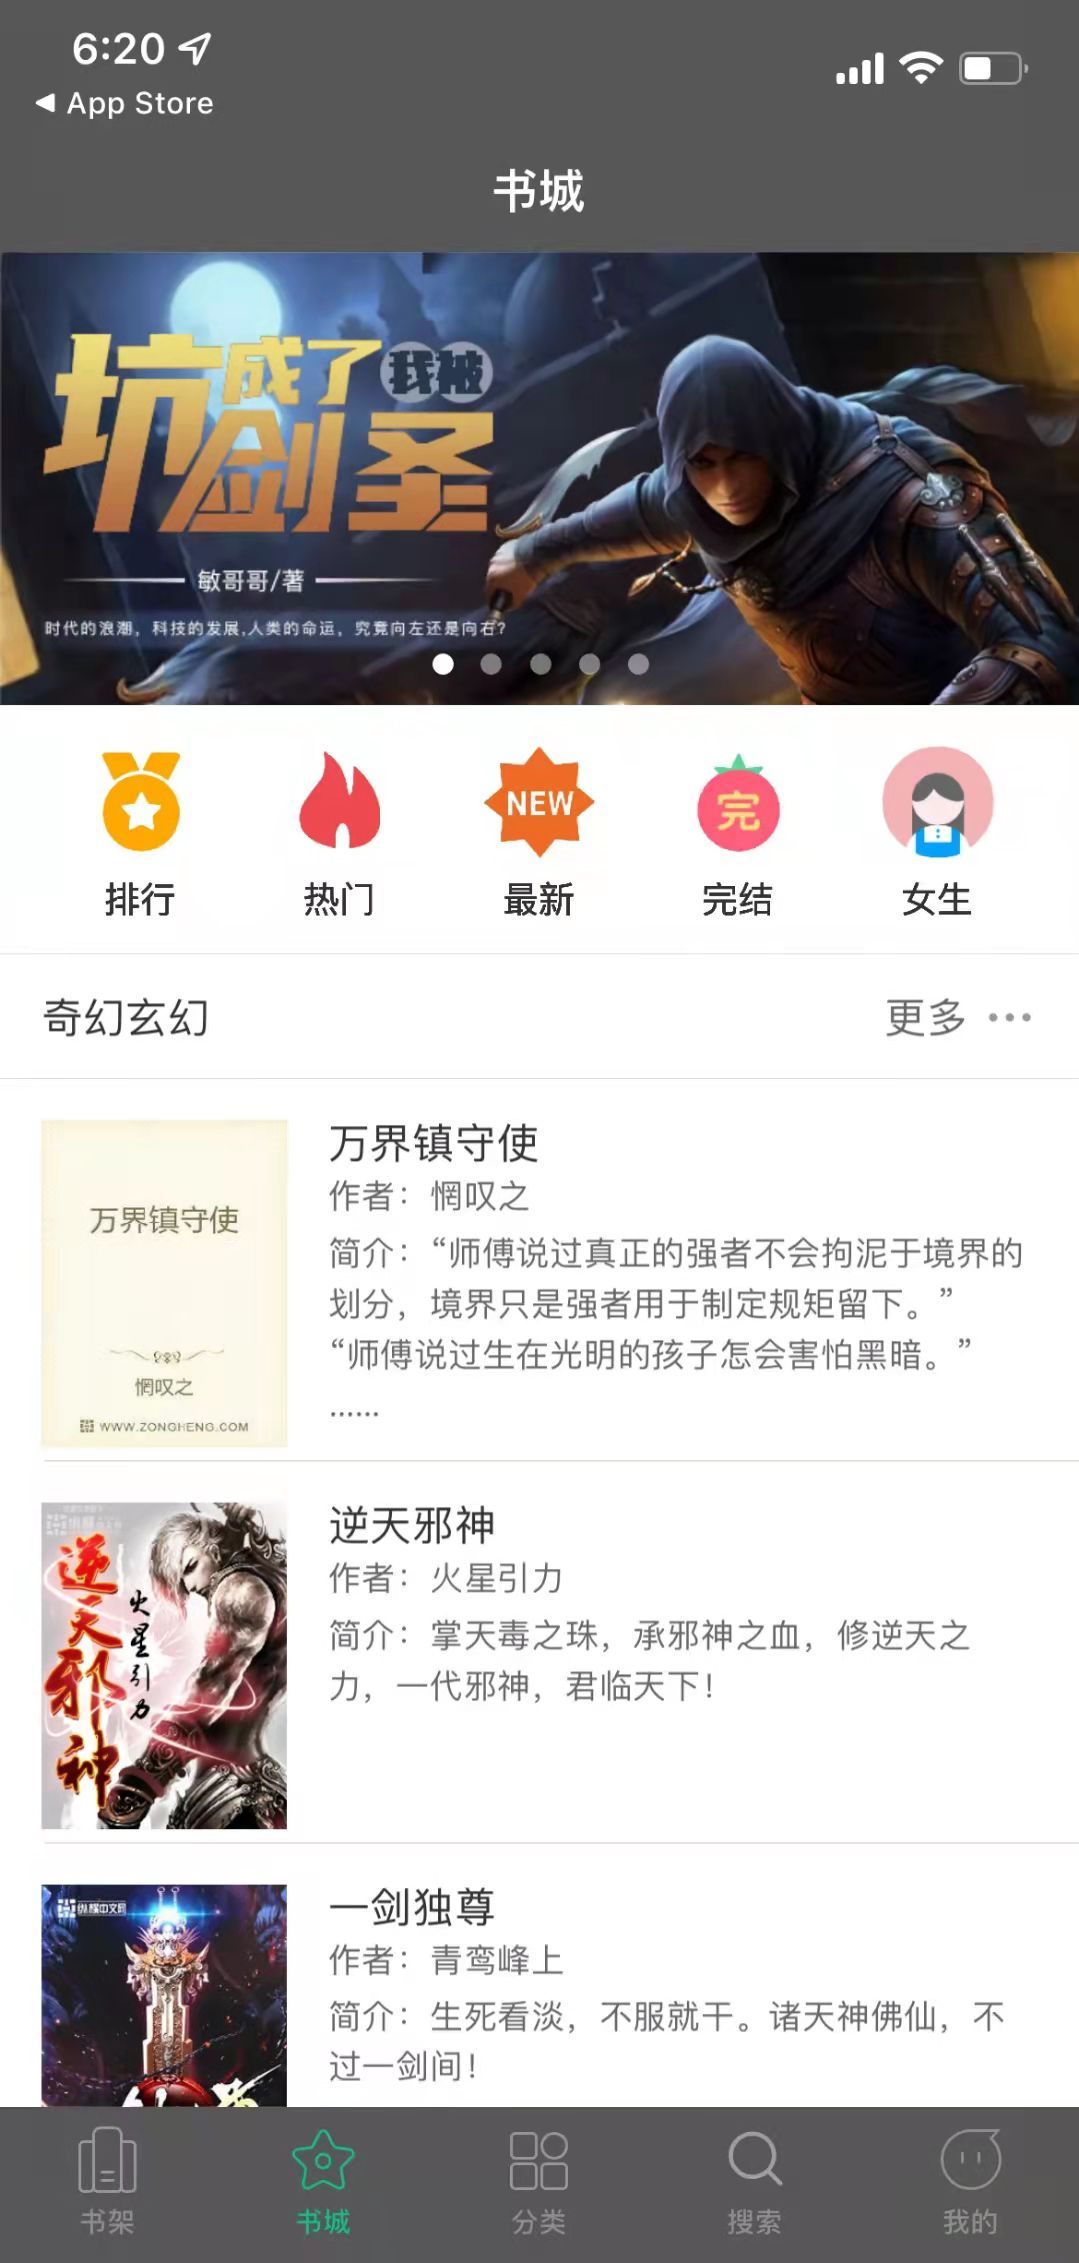 6:20
App Store
书城
坑成了我被
剑圣
敏哥哥/著
时代的浪潮，科技的发展,人类的命运，究竟向左还是向右?
NEW
完
排行 热门 最新 完结 女生
奇幻玄幻 更多 ···
万界镇守使
惘叹之
WWW.ZONGHENG.COM
万界镇守使
作者：惘叹之
简介：“师傅说过真正的强者不会拘泥于境界的
划分，境界只是强者用于制定规矩留下。”
“师傅说过生在光明的孩子怎会害怕黑暗。”
......
逆天邪神
火星引力
逆天邪神
作者：火星引力
简介：掌天毒之珠，承邪神之血，修逆天之
力，一代邪神，君临天下！
纵横中文网
一剑独尊
作者：青鸾峰上
简介：生死看淡，不服就干。诸天神佛仙，不
过一剑间！
书架 书城 分类 搜索 我的